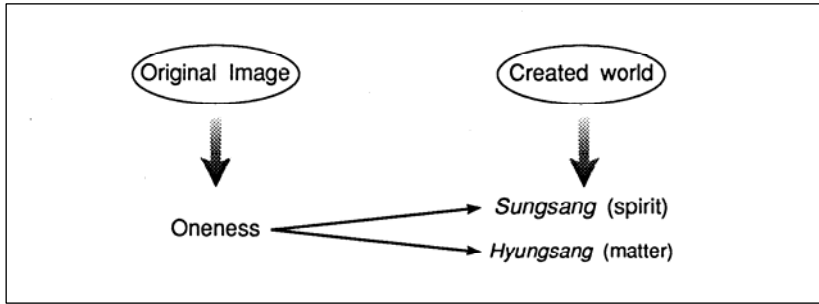 Original Image
Created world
Sungsang (spirit)
Oneness
Hyungsang (matter)